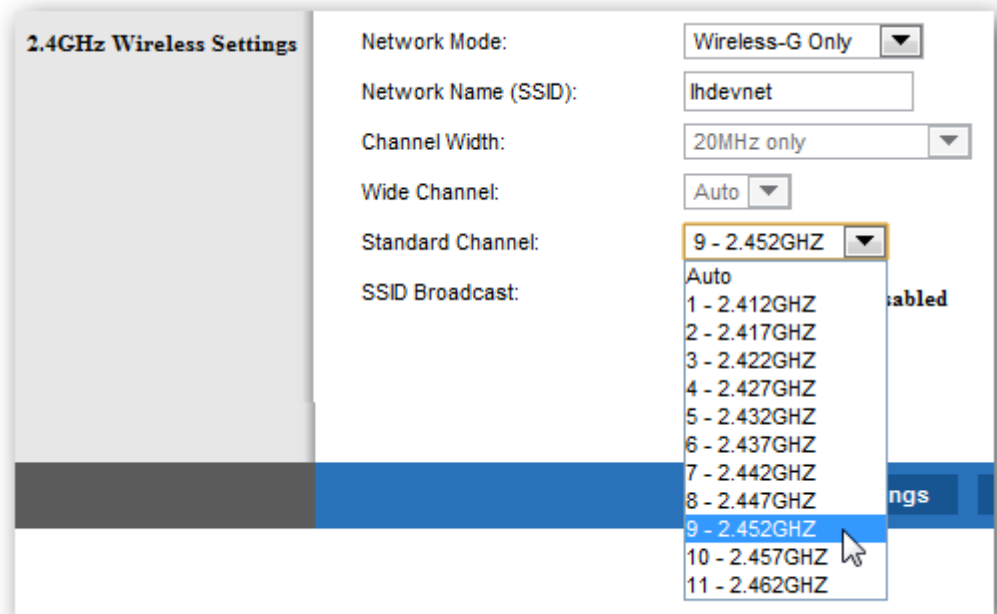 2.4GHz Wireless Settings
Network Mode: Wireless-G Only
Network Name (SSID): lhdevnet
Channel Width: 20MHz only
Wide Channel: Auto
Standard Channel: 9 - 2.452GHZ
Auto
SSID Broadcast: sabled
1 - 2.412GHZ
2 - 2.417GHZ
3 - 2.422GHZ
4 - 2.427GHZ
5 - 2.432GHZ
6 - 2.437GHZ
7 - 2.442GHZ
8 - 2.447GHZ
ngs
9 - 2.452GHZ
10 - 2.457GHZ
11 - 2.462GHZ